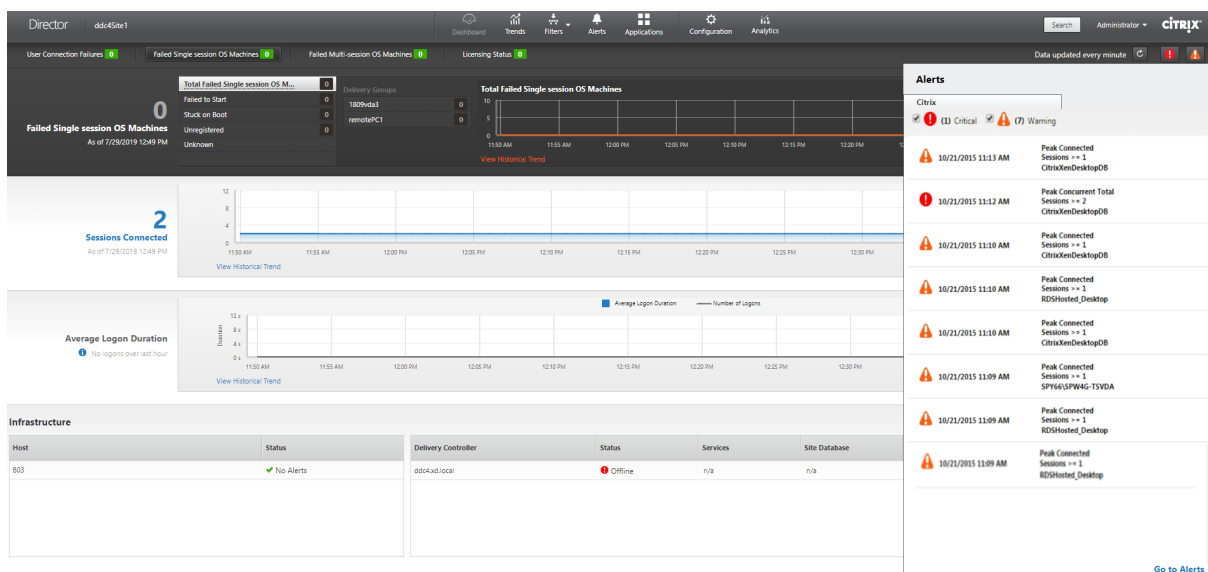 Director ddc4Site1 Dashboard Trends Filters Alerts Applications Configuration Analytics Search Administrator CITRIX
User Connection Failures 0 Failed Single session OS Machines 0 Failed Multi-session OS Machines 0 Licensing Status 0 Data updated every minute
0
Failed Single session OS Machines
As of 7/29/2019 12:49 PM
Total Failed Single session OS M... 0
Failed to Start 0
Stuck on Boot 0
Unregistered 0
Unknown
Delivery Groups
1809vda3 0
remotePC1 0
Total Failed Single session OS Machines
10
5
0
11:50 AM 11:55 AM 12:00 PM 12:05 PM 12:10 PM 12:15 PM 12:20 PM
View Historical Trend
2
Sessions Connected
As of 7/29/2019 12:49 PM
12
8
4
0
11:50 AM 11:55 AM 12:00 PM 12:05 PM 12:10 PM 12:15 PM 12:20 PM 12:25 PM 12:30 PM
View Historical Trend
Average Logon Duration
No logons over last hour
Average Logon Duration Number of Logons
Duration
12 s
8 s
4 s
0 s
11:50 AM 11:55 AM 12:00 PM 12:05 PM 12:10 PM 12:15 PM 12:20 PM 12:25 PM 12:30 PM
View Historical Trend
Infrastructure
Host Status
B03 No Alerts
Delivery Controller Status Services Site Database
ddc4.xd.local Offline n/a n/a
Alerts
Citrix
(1) Critical (7) Warning
10/21/2015 11:13 AM
Peak Connected
Sessions >= 1
CitrixXenDesktopDB
10/21/2015 11:12 AM
Peak Concurrent Total
Sessions >= 2
CitrixXenDesktopDB
10/21/2015 11:10 AM
Peak Connected
Sessions >= 1
CitrixXenDesktopDB
10/21/2015 11:10 AM
Peak Connected
Sessions >= 1
RDSHosted_Desktop
10/21/2015 11:10 AM
Peak Connected
Sessions >= 1
CitrixXenDesktopDB
10/21/2015 11:09 AM
Peak Connected
Sessions >= 1
SPY66\SPW4G-TSVDA
10/21/2015 11:09 AM
Peak Connected
Sessions >= 1
RDSHosted_Desktop
10/21/2015 11:09 AM
Peak Connected
Sessions >= 1
RDSHosted_Desktop
Go to Alerts